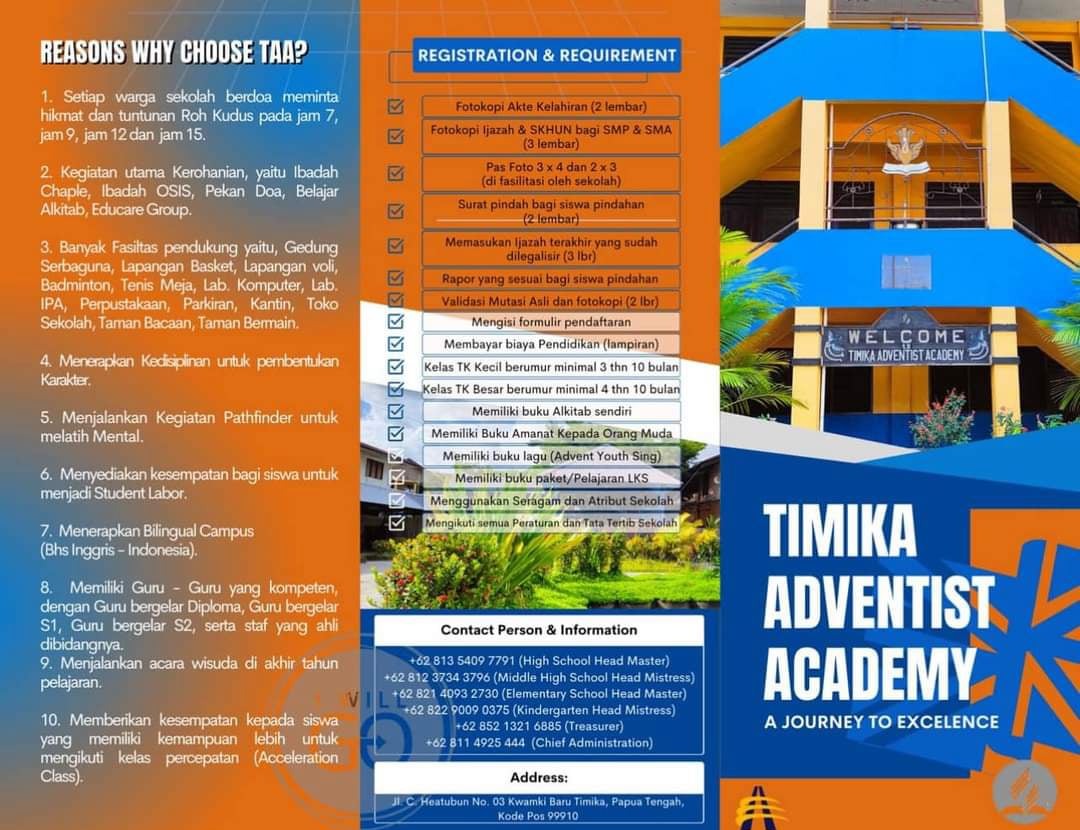 REASONS WHY CHOOSE TAA?
1. Setiap warga sekolah berdoa meminta
hikmat dan tuntunan Roh Kudus pada jam 7,
jam 9, jam 12 dan jam 15.
2. Kegiatan utama Kerohanian, yaitu Ibadah
Chaple, Ibadah OSIS, Pekan Doa, Belajar
Alkitab, Educare Group.
3. Banyak Fasiltas pendukung yaitu, Gedung
Serbaguna, Lapangan Basket, Lapangan voli,
Badminton, Tenis Meja, Lab. Komputer, Lab.
IPA, Perpustakaan, Parkiran, Kantin, Toko
Sekolah, Taman Bacaan, Taman Bermain.
4. Menerapkan Kedisiplinan untuk pembentukan
Karakter.
5. Menjalankan Kegiatan Pathfinder untuk
melatih Mental.
6. Menyediakan kesempatan bagi siswa untuk
menjadi Student Labor.
7. Menerapkan Bilingual Campus
(Bhs Inggris - Indonesia).
8. Memiliki Guru - Guru yang kompeten,
dengan Guru bergelar Diploma, Guru bergelar
S1, Guru bergelar S2, serta staf yang ahli
dibidangnya.
9. Menjalankan acara wisuda di akhir tahun
pelajaran.
10. Memberikan kesempatan kepada siswa
yang memiliki kemampuan lebih untuk
mengikuti kelas percepatan (Acceleration
Class).
REGISTRATION & REQUIREMENT
Fotokopi Akte Kelahiran (2 lembar)
Fotokopi Ijazah & SKHUN bagi SMP & SMA
(3 lembar)
Pas Foto 3 x 4 dan 2 x 3
(di fasilitasi oleh sekolah)
Surat pindah bagi siswa pindahan
(2 lembar)
Memasukan Ijazah terakhir yang sudah
dilegalisir (3 lbr)
Rapor yang sesuai bagi siswa pindahan
Validasi Mutasi Asli dan fotokopi (2 lbr)
Mengisi formulir pendaftaran
Membayar biaya Pendidikan (lampiran)
Kelas TK Kecil berumur minimal 3 thn 10 bulan
Kelas TK Besar berumur minimal 4 thn 10 bulan
Memiliki buku Alkitab sendiri
Memiliki Buku Amanat Kepada Orang Muda
Memiliki buku lagu (Advent Youth Sing)
Memiliki buku paket/Pelajaran LKS
Menggunakan Seragam dan Atribut Sekolah
Mengikuti semua Peraturan dan Tata Tertib Sekolah
Contact Person & Information
+62 813 5409 7791 (High School Head Master)
+62 812 3734 3796 (Middle High School Head Mistress)
+62 821 4093 2730 (Elementary School Head Master)
+62 822 9009 0375 (Kindergarten Head Mistress)
+62 852 1321 6885 (Treasurer)
+62 811 4925 444 (Chief Administration)
I WILL
GO
Address:
Jl. C. Heatubun No. 03 Kwamki Baru Timika, Papua Tengah,
Kode Pos 99910
WELCOME
TIMIKA ADVENTIST ACADEMY
TIMIKA
ADVENTIST
ACADEMY
A JOURNEY TO EXCELENCE